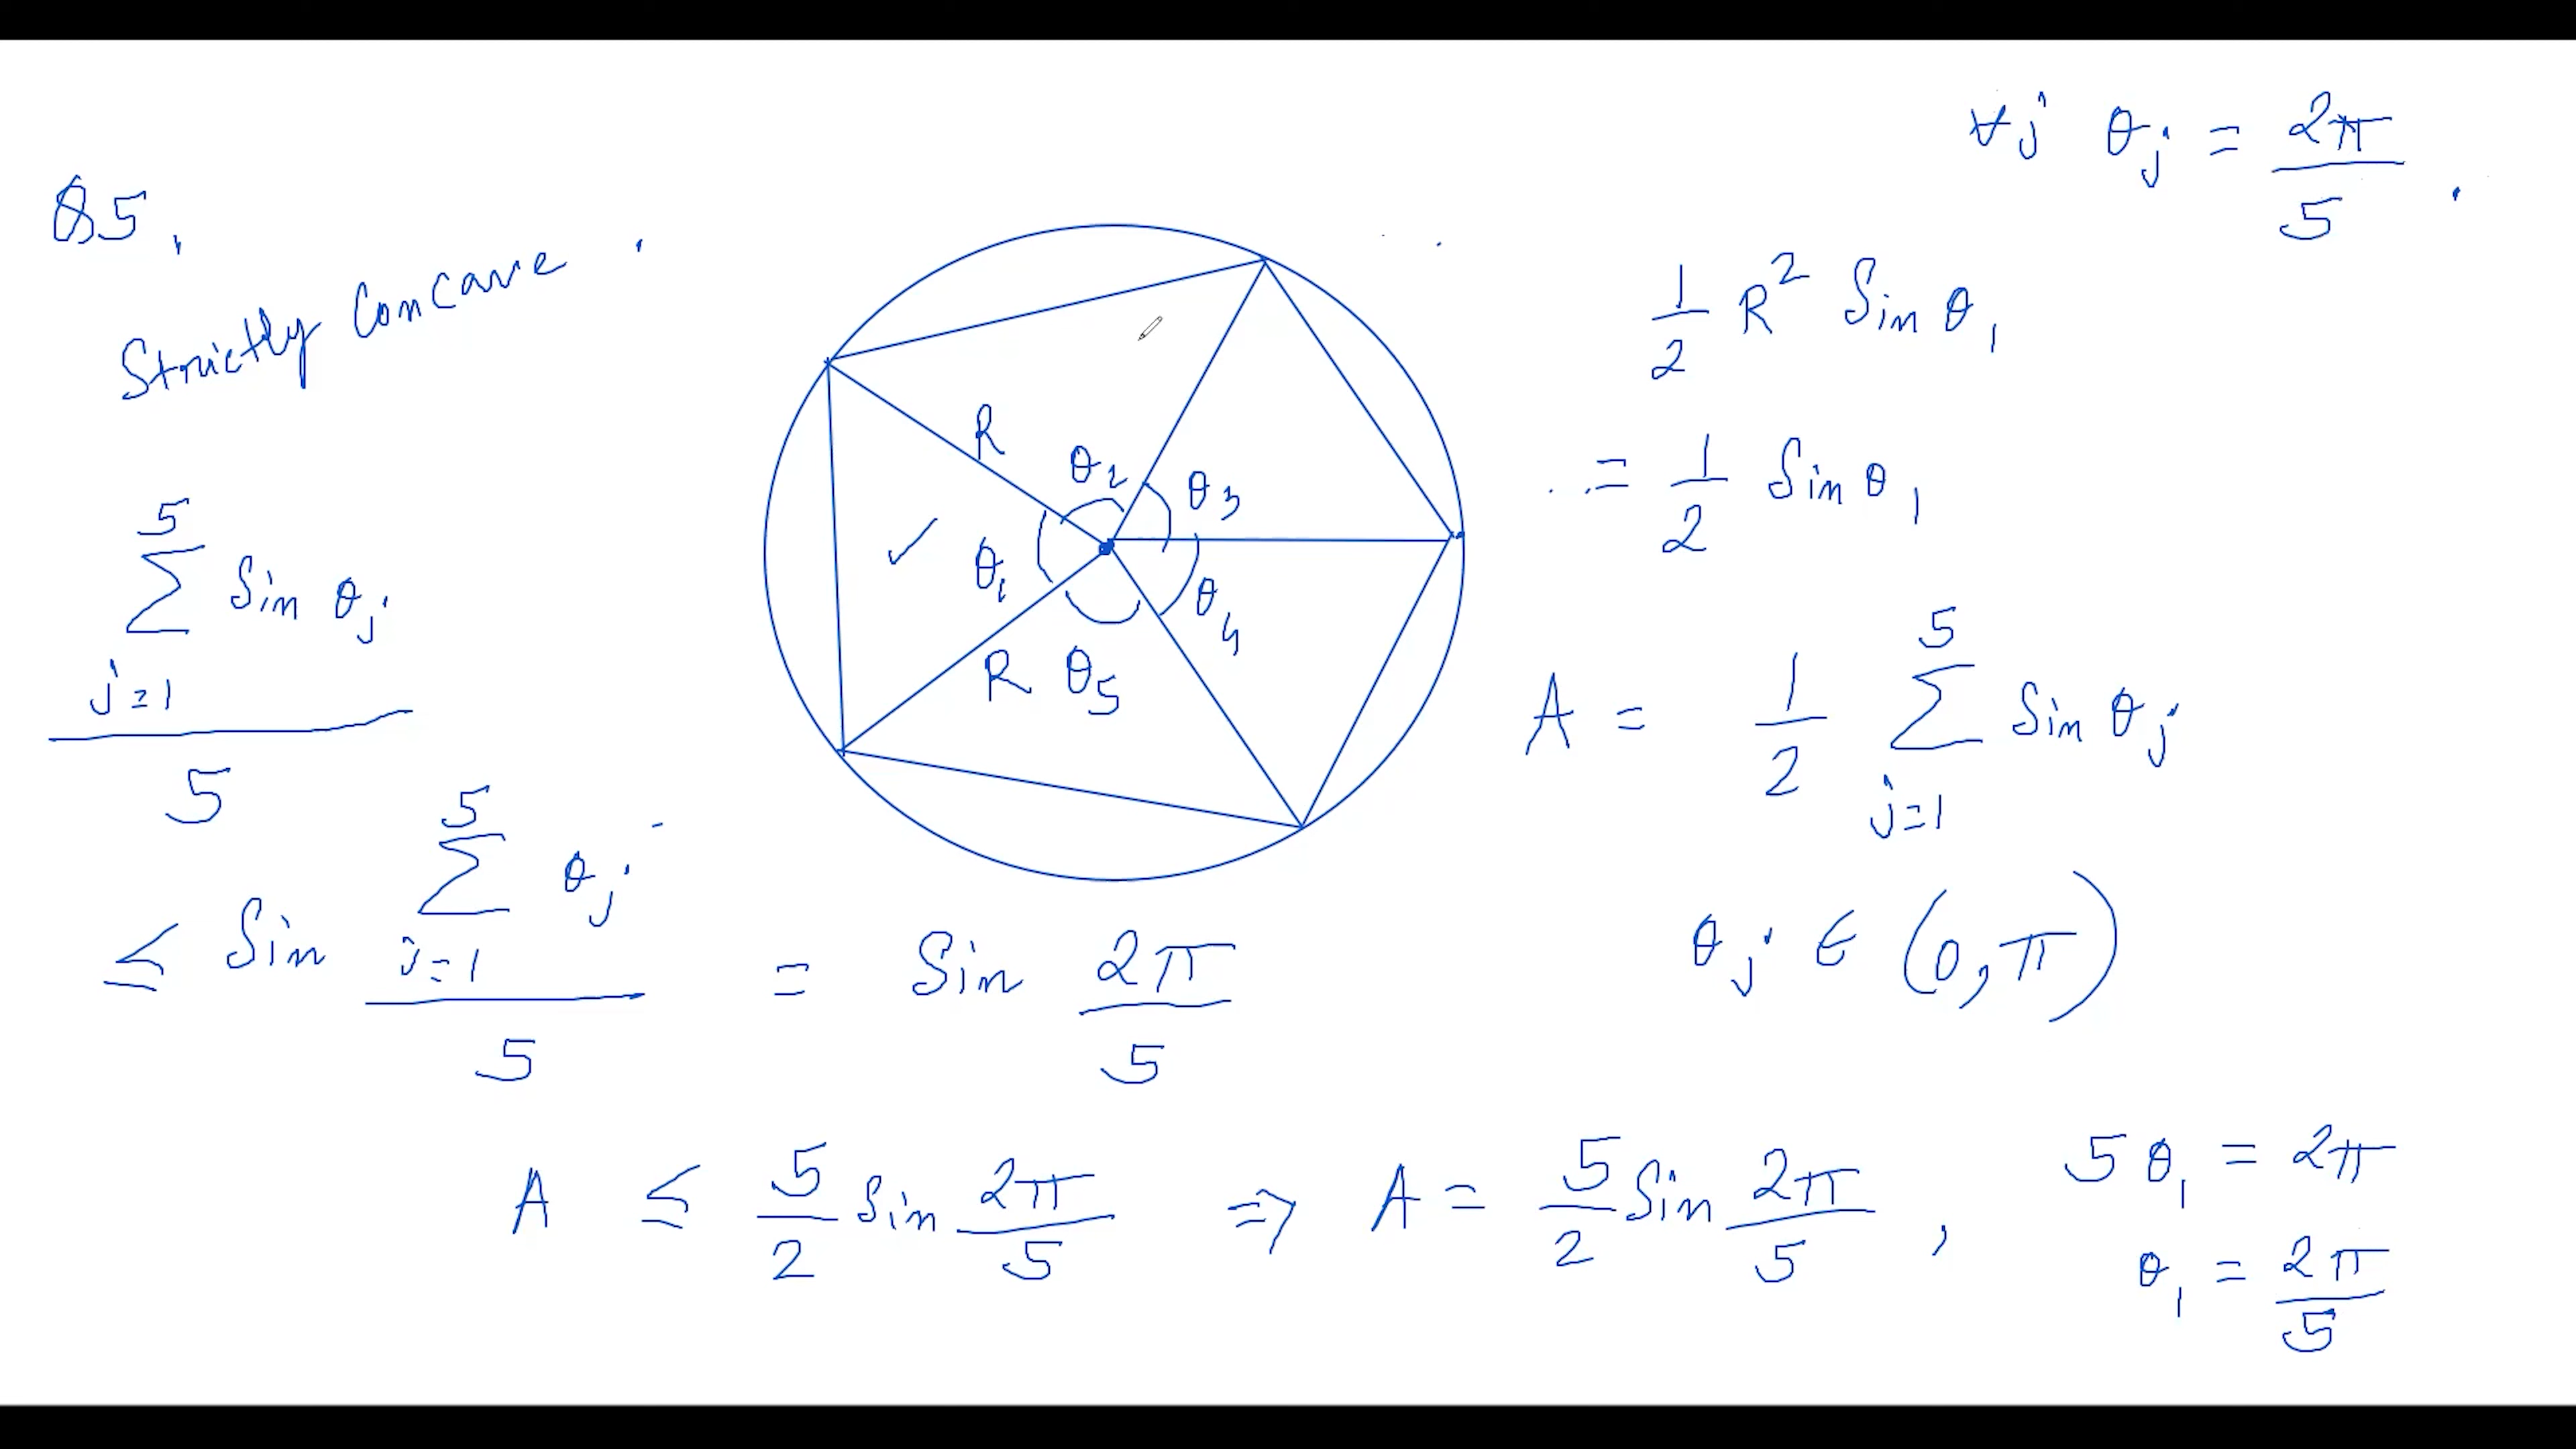 Q5.
Strictly Concave.
∀j θⱼ = 2π/5.
1/2 R² Sin θ₁
= 1/2 Sin θ₁
R
θ₂
θ₃
θ₁
θ₄
R θ₅
∑_{j=1}^{5} Sin θⱼ / 5
A = 1/2 ∑_{j=1}^{5} Sin θⱼ
≤ Sin ∑_{j=1}^{5} θⱼ / 5 = Sin 2π/5
θⱼ ∈ (0, π)
A ≤ 5/2 Sin 2π/5 ⇒ A = 5/2 Sin 2π/5 , 5θ₁ = 2π
θ₁ = 2π/5